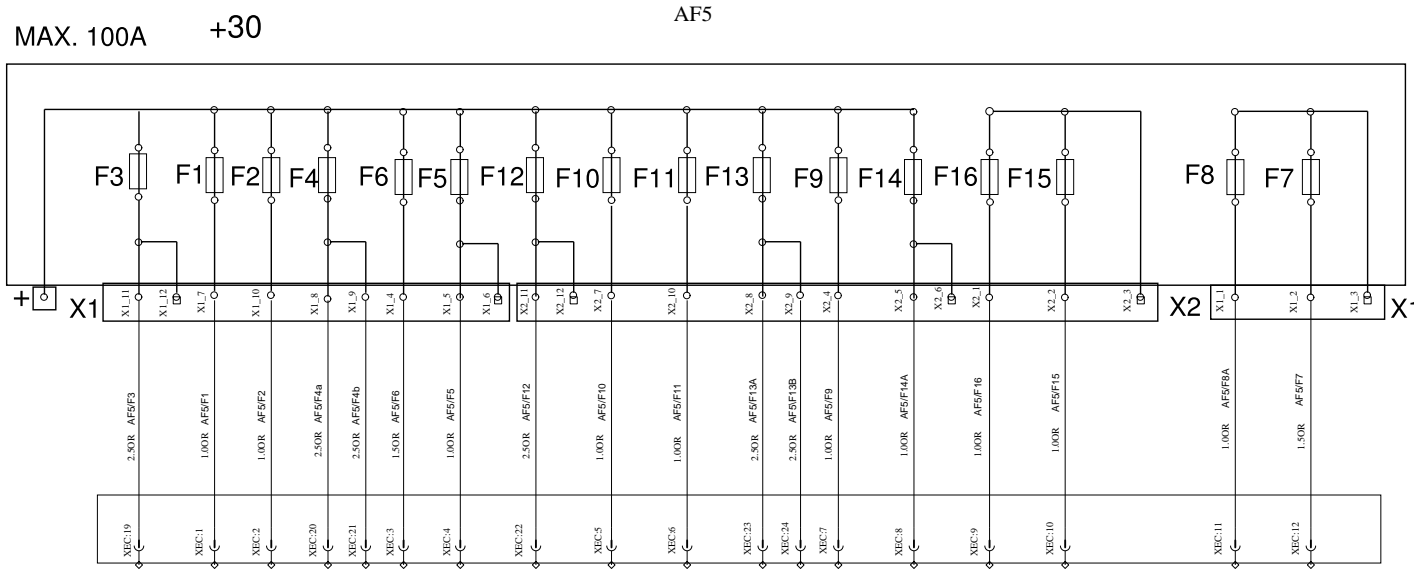 AF5
MAX. 100A +30
F3 F1 F2 F4 F6 F5 F12 F10 F11 F13 F9 F14 F16 F15 F8 F7
+ X1 X1_11 X1_12 X1_7 X1_10 X1_8 X1_9 X1_4 X1_5 X1_6 X2_11 X2_12 X2_7 X2_10 X2_8 X2_9 X2_4 X2_5 X2_6 X2_1 X2_2 X2_3 X2 X1_1 X1_2 X1_3 X1
AF5/F3 AF5/F1 AF5/F2 AF5/F4a AF5/F4b AF5/F6 AF5/F5 AF5/F12 AF5/F10 AF5/F11 AF5/F13A AF5\F13B AF5/F9 AF5/F14A AF5/F16 AF5/F15 AF5/F8A AF5/F7
2.5OR 1.0OR 1.0OR 2.5OR 2.5OR 1.5OR 1.0OR 2.5OR 1.0OR 1.0OR 2.5OR 2.5OR 1.0OR 1.0OR 1.0OR 1.0OR 1.0OR 1.5OR
XEC:19 XEC:1 XEC:2 XEC:20 XEC:21 XEC:3 XEC:4 XEC:22 XEC:5 XEC:6 XEC:23 XEC:24 XEC:7 XEC:8 XEC:9 XEC:10 XEC:11 XEC:12